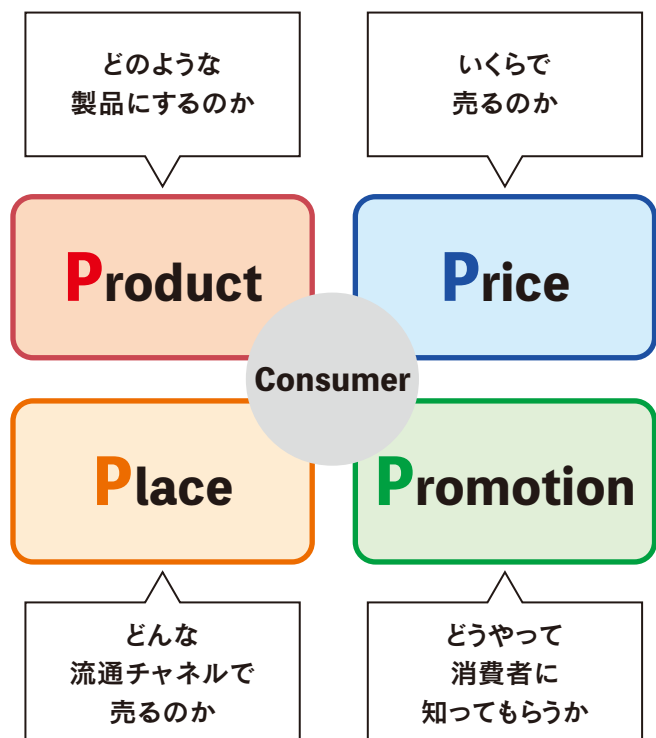 どのような
製品にするのか
いくらで
売るのか
Product
Price
Consumer
Place
Promotion
どんな
流通チャネルで
売るのか
どうやって
消費者に
知ってもらうか